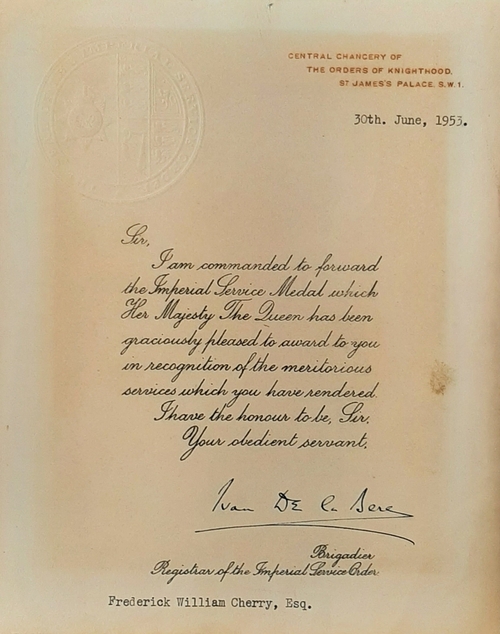 CENTRAL CHANCERY OF
THE ORDERS OF KNIGHTHOOD,
ST JAMES'S PALACE, S.W.1.
30th. June, 1953.
Sir,
I am commanded to forward
the Imperial Service Medal which
Her Majesty The Queen has been
graciously pleased to award to you
in recognition of the meritorious
services which you have rendered.
I have the honour to be, Sir,
Your obedient servant,
Ivan De la Bere
Brigadier
Registrar of the Imperial Service Order
Frederick William Cherry, Esq.